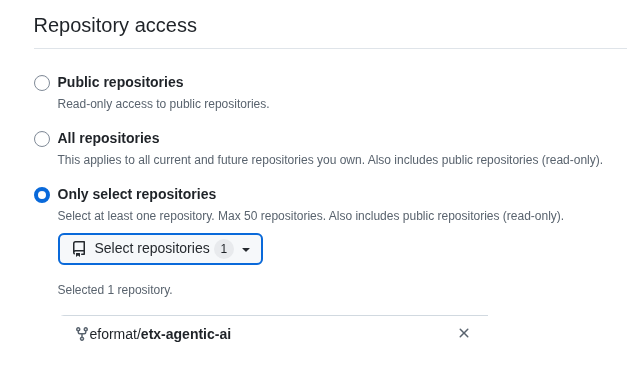 Repository access
Public repositories
Read-only access to public repositories.
All repositories
This applies to all current and future repositories you own. Also includes public repositories (read-only).
Only select repositories
Select at least one repository. Max 50 repositories. Also includes public repositories (read-only).
Select repositories 1
Selected 1 repository.
eformat/etx-agentic-ai